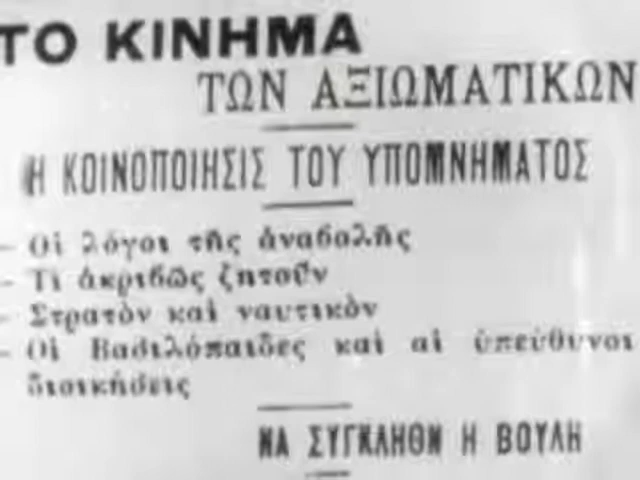 ΤΟ ΚΙΝΗΜΑ
ΤΩΝ ΑΞΙΩΜΑΤΙΚΩΝ
Η ΚΟΙΝΟΠΟΙΗΣΙΣ ΤΟΥ ΥΠΟΜΝΗΜΑΤΟΣ
– Οἱ λόγοι τῆς ἀναβολῆς
– Τί ἀκριβῶς ζητοῦν
– Στρατὸν καὶ ναυτικὸν
– Οἱ Βασιλόπαιδες καὶ αἱ ὑπεύθυνοι
διοικήσεις
ΝΑ ΣΥΓΚΛΗΘΗ Η ΒΟΥΛΗ